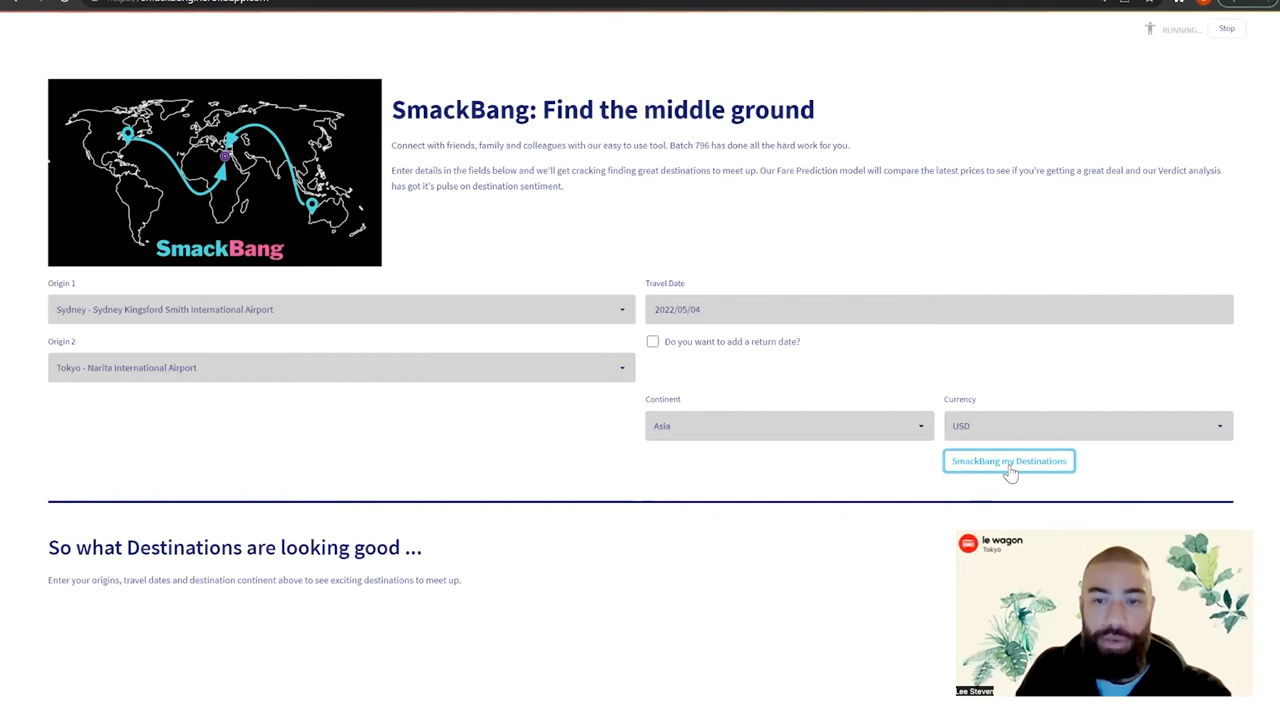 RUNNING...
Stop
SmackBang: Find the middle ground
Connect with friends, family and colleagues with our easy to use tool. Batch 796 has done all the hard work for you.
Enter details in the fields below and we'll get cracking finding great destinations to meet up. Our Fare Prediction model will compare the latest prices to see if you're getting a great deal and our Verdict analysis
has got it's pulse on destination sentiment.
SmackBang
Origin 1
Travel Date
Sydney - Sydney Kingsford Smith International Airport
2022/05/04
Origin 2
Do you want to add a return date?
Tokyo - Narita International Airport
Continent
Currency
Asia
USD
SmackBang my Destinations
So what Destinations are looking good ...
Enter your origins, travel dates and destination continent above to see exciting destinations to meet up.
le wagon
Tokyo
Lee Steven